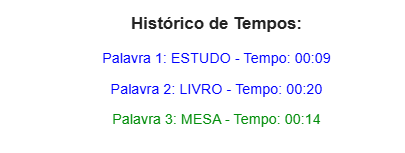 Histórico de Tempos:
Palavra 1: ESTUDO - Tempo: 00:09
Palavra 2: LIVRO - Tempo: 00:20
Palavra 3: MESA - Tempo: 00:14